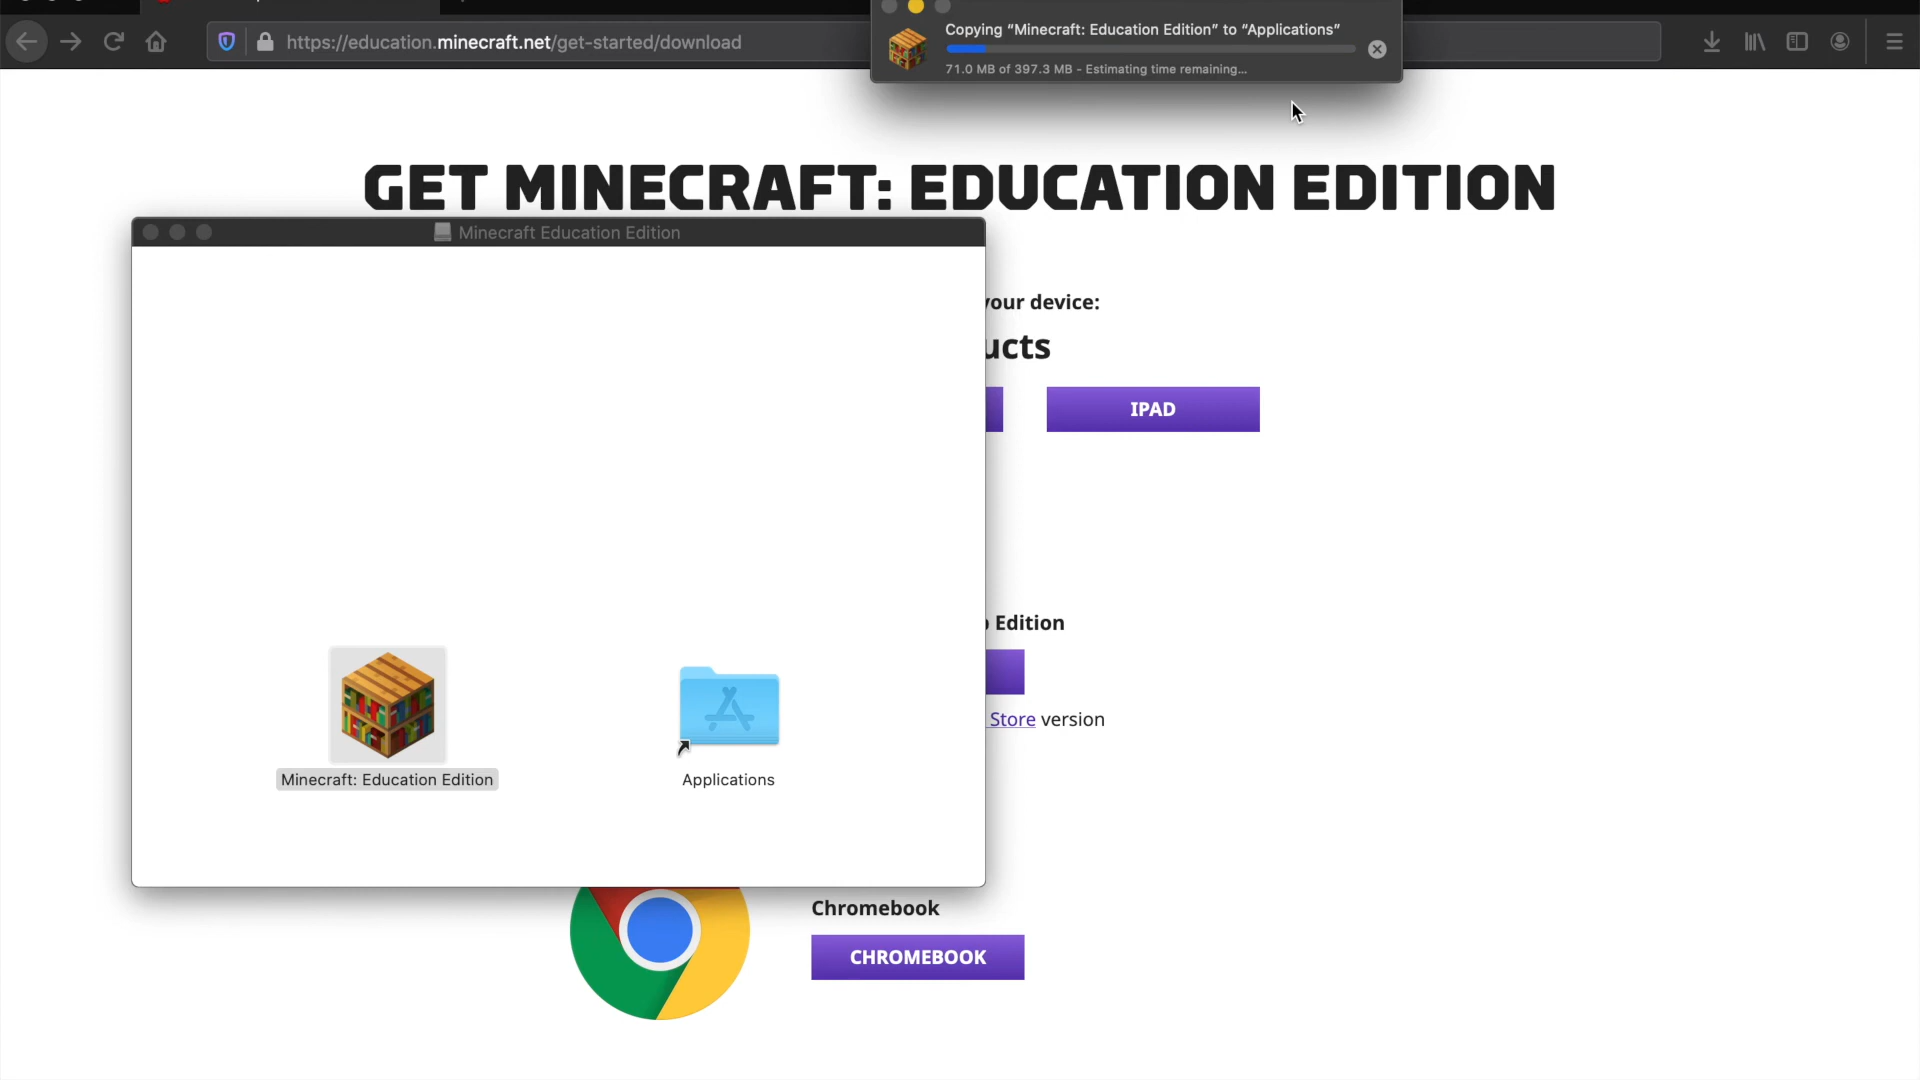 Copying “Minecraft: Education Edition” to “Applications”
https://education.minecraft.net/get-started/download
71.0 MB of 397.3 MB - Estimating time remaining...
GET MINECRAFT: EDUCATION EDITION
Minecraft Education Edition
your device:
ucts
IPAD
Edition
Store version
Minecraft: Education Edition
Applications
Chromebook
CHROMEBOOK